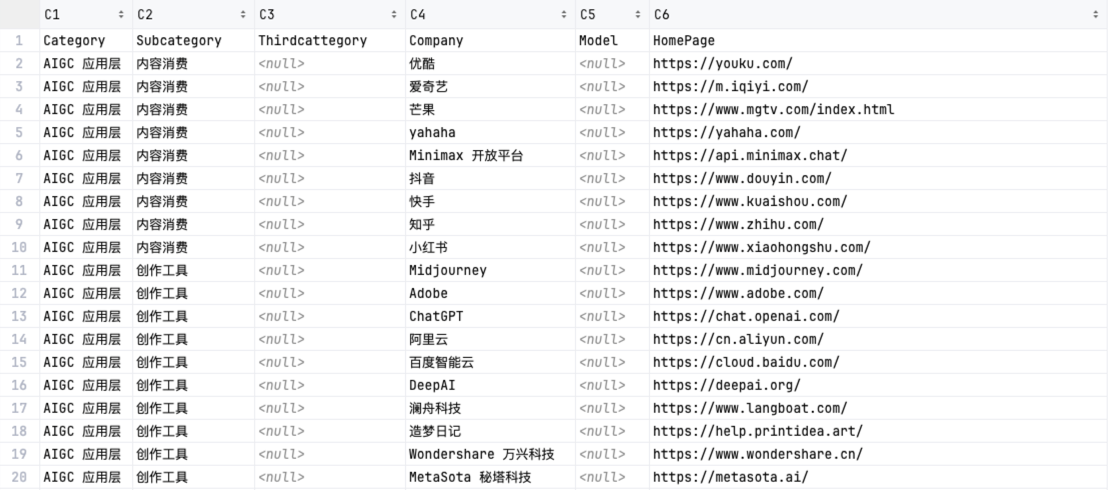 C1 C2 C3 C4 C5 C6
1 Category Subcategory Thirdcattegory Company Model HomePage
2 AIGC 应用层 内容消费 <null> 优酷 <null> https://youku.com/
3 AIGC 应用层 内容消费 <null> 爱奇艺 <null> https://m.iqiyi.com/
4 AIGC 应用层 内容消费 <null> 芒果 <null> https://www.mgtv.com/index.html
5 AIGC 应用层 内容消费 <null> yahaha <null> https://yahaha.com/
6 AIGC 应用层 内容消费 <null> Minimax 开放平台 <null> https://api.minimax.chat/
7 AIGC 应用层 内容消费 <null> 抖音 <null> https://www.douyin.com/
8 AIGC 应用层 内容消费 <null> 快手 <null> https://www.kuaishou.com/
9 AIGC 应用层 内容消费 <null> 知乎 <null> https://www.zhihu.com/
10 AIGC 应用层 内容消费 <null> 小红书 <null> https://www.xiaohongshu.com/
11 AIGC 应用层 创作工具 <null> Midjourney <null> https://www.midjourney.com/
12 AIGC 应用层 创作工具 <null> Adobe <null> https://www.adobe.com/
13 AIGC 应用层 创作工具 <null> ChatGPT <null> https://chat.openai.com/
14 AIGC 应用层 创作工具 <null> 阿里云 <null> https://cn.aliyun.com/
15 AIGC 应用层 创作工具 <null> 百度智能云 <null> https://cloud.baidu.com/
16 AIGC 应用层 创作工具 <null> DeepAI <null> https://deepai.org/
17 AIGC 应用层 创作工具 <null> 澜舟科技 <null> https://www.langboat.com/
18 AIGC 应用层 创作工具 <null> 造梦日记 <null> https://help.printidea.art/
19 AIGC 应用层 创作工具 <null> Wondershare 万兴科技 <null> https://www.wondershare.cn/
20 AIGC 应用层 创作工具 <null> MetaSota 秘塔科技 <null> https://metasota.ai/